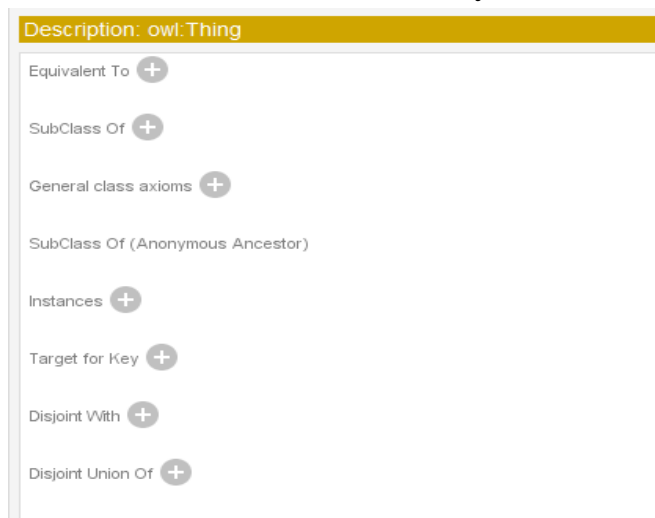 Description: owl:Thing
Equivalent To
SubClass Of
General class axioms
SubClass Of (Anonymous Ancestor)
Instances
Target for Key
Disjoint With
Disjoint Union Of